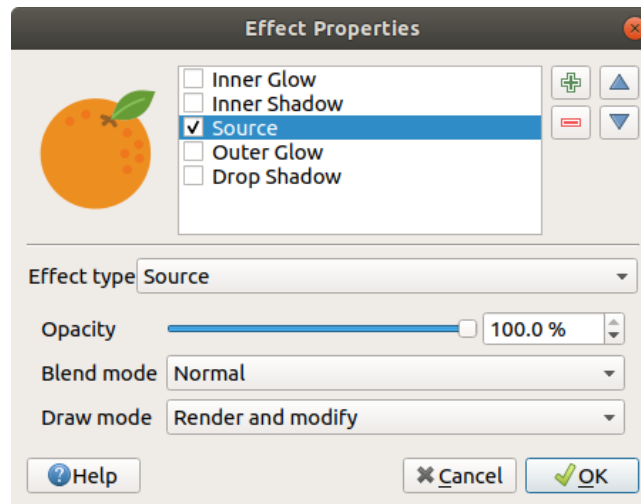 Effect Properties
Inner Glow
Inner Shadow
Source
Outer Glow
Drop Shadow
Effect type Source
Opacity 100.0 %
Blend mode Normal
Draw mode Render and modify
Help Cancel OK